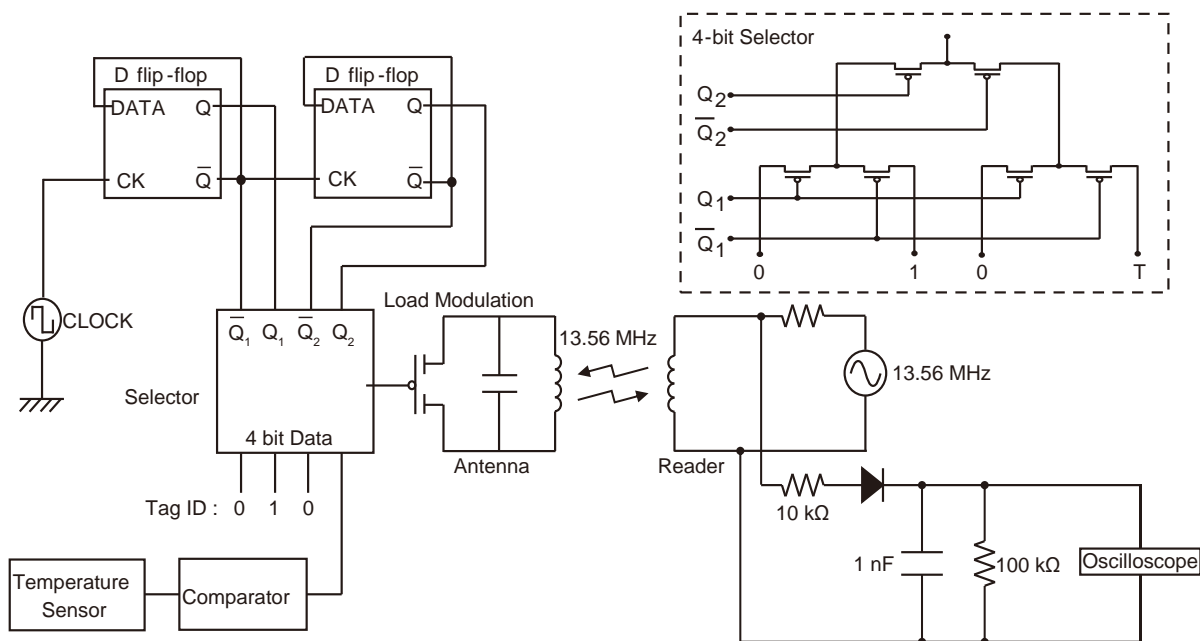 D flip-flop
DATA
Q
CK
Q̅
D flip-flop
DATA
Q
CK
Q̅
CLOCK
Q̅1 Q1 Q̅2 Q2
Selector
4 bit Data
Tag ID : 0 1 0
Temperature
Sensor
Comparator
Load Modulation
Antenna
13.56 MHz
Reader
13.56 MHz
10 kΩ
1 nF
100 kΩ
Oscilloscope
4-bit Selector
Q2
Q̅2
Q1
Q̅1
0 1 0 T